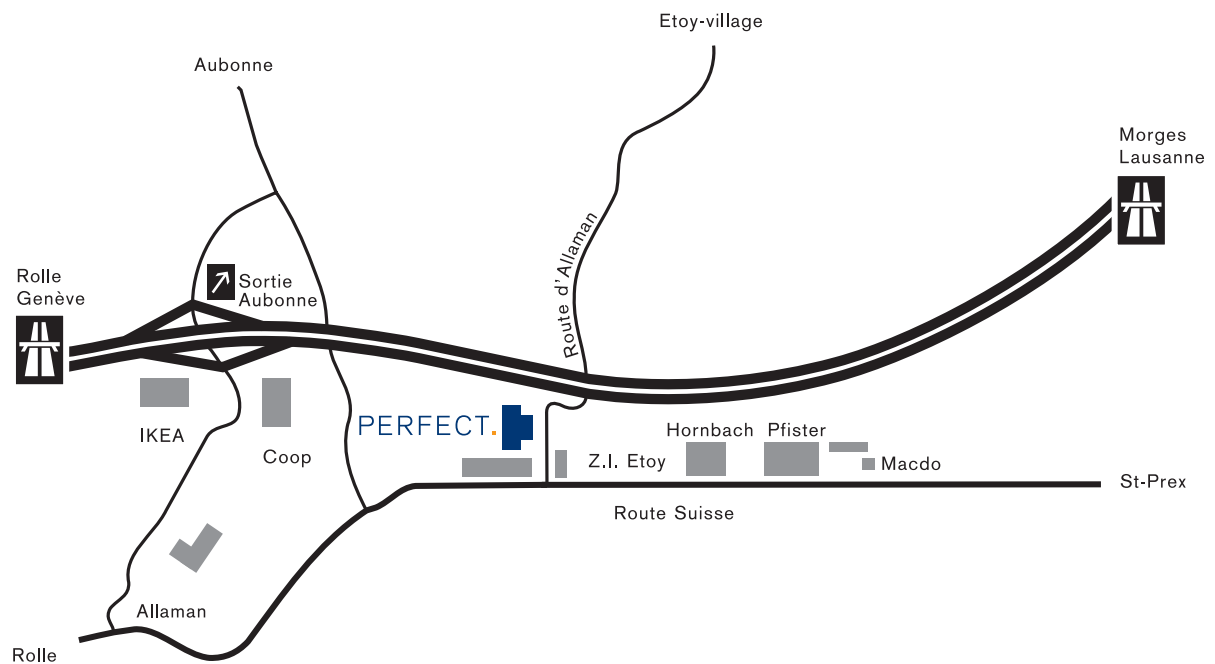 Etoy-village
Aubonne
Morges
Lausanne
Route d'Allaman
Rolle
Genève
Sortie
Aubonne
IKEA
Coop
PERFECT.
Hornbach
Pfister
Z.I. Etoy
Macdo
St-Prex
Route Suisse
Allaman
Rolle